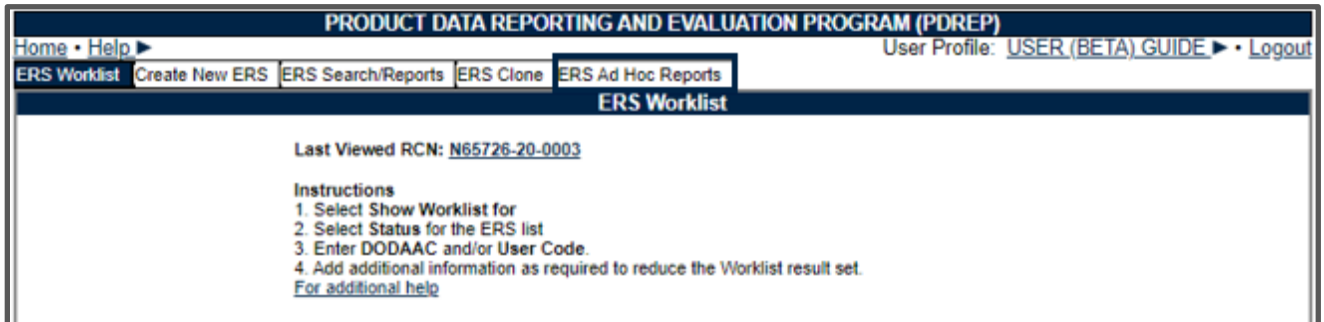 PRODUCT DATA REPORTING AND EVALUATION PROGRAM (PDREP)
Home • Help ► User Profile: USER (BETA) GUIDE ► • Logout
ERS Worklist Create New ERS ERS Search/Reports ERS Clone ERS Ad Hoc Reports
ERS Worklist
Last Viewed RCN: N65726-20-0003
Instructions
1. Select Show Worklist for
2. Select Status for the ERS list
3. Enter DODAAC and/or User Code.
4. Add additional information as required to reduce the Worklist result set.
For additional help